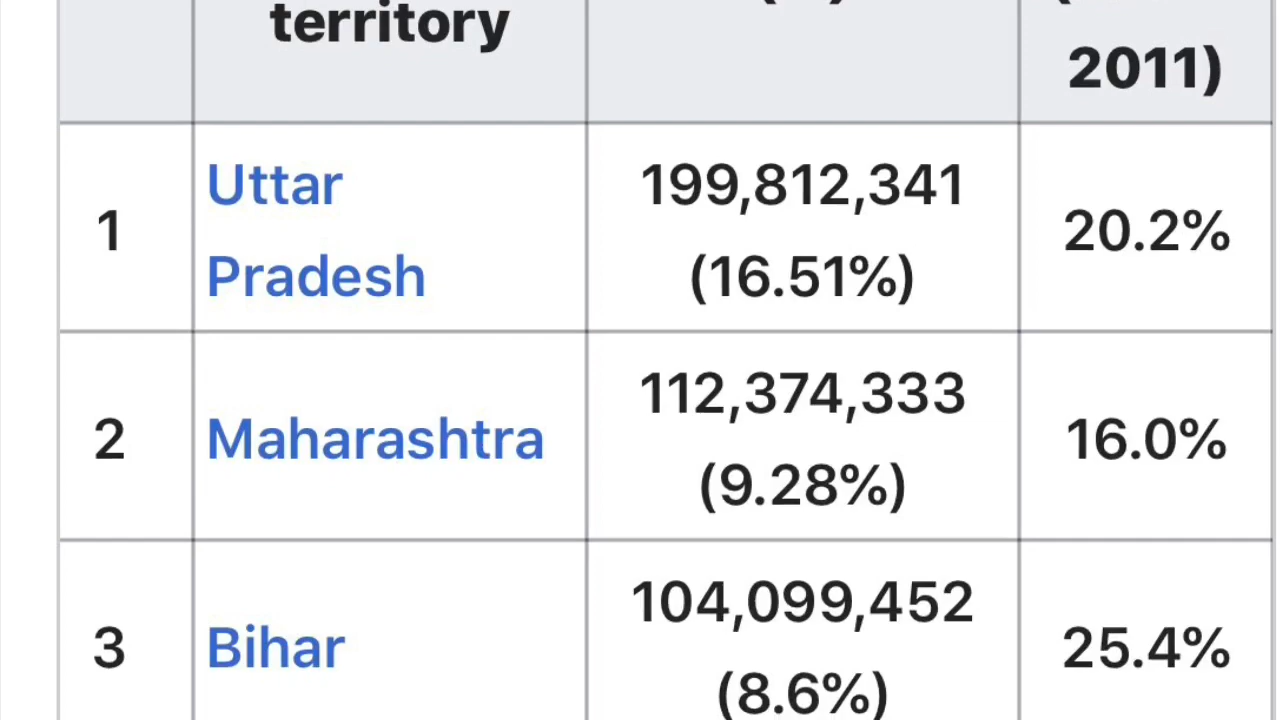 territory
2011)
1
Uttar
Pradesh
199,812,341
(16.51%)
20.2%
2
Maharashtra
112,374,333
(9.28%)
16.0%
3
Bihar
104,099,452
(8.6%)
25.4%